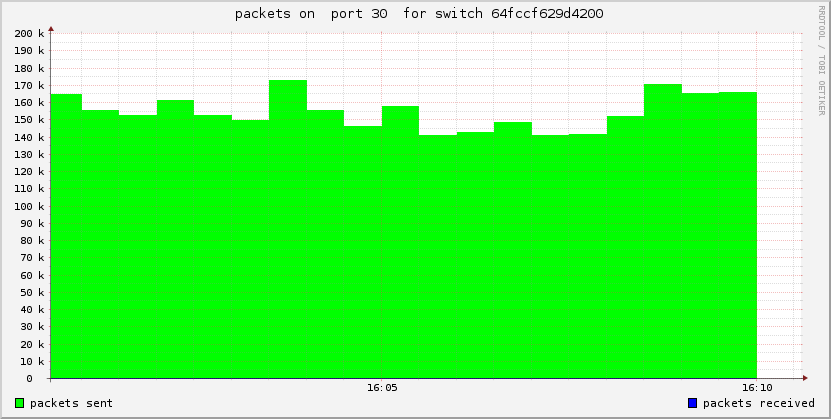 packets on  port 30  for switch 64fccf629d4200
RRDTOOL / TOBI OETIKER
200 k
190 k
180 k
170 k
160 k
150 k
140 k
130 k
120 k
110 k
100 k
90 k
80 k
70 k
60 k
50 k
40 k
30 k
20 k
10 k
0
16:05 16:10
packets sent packets received